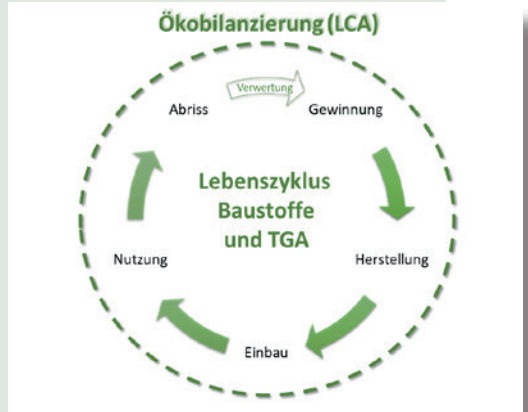 Ökobilanzierung (LCA)
Verwertung
Abriss
Gewinnung
Lebenszyklus
Baustoffe
und TGA
Nutzung
Herstellung
Einbau